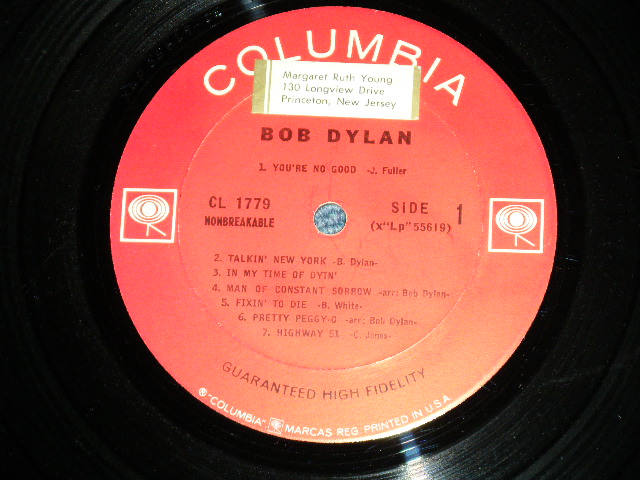 COLUMBIA
Margaret Ruth Young
130 Longview Drive
Princeton, New Jersey
BOB DYLAN
1. YOU'RE NO GOOD -J. Fuller
CL 1779
NONBREAKABLE
SIDE 1
(x"Lp"55619)
2. TALKIN' NEW YORK -B. Dylan-
3. IN MY TIME OF DYIN'
4. MAN OF CONSTANT SORROW -arr: Bob Dylan-
5. FIXIN' TO DIE -B. White-
6. PRETTY PEGGY-O -arr: Bob Dylan-
7. HIGHWAY 51 -C. Jones-
GUARANTEED HIGH FIDELITY
® "COLUMBIA" MARCAS REG. PRINTED IN U.S.A.